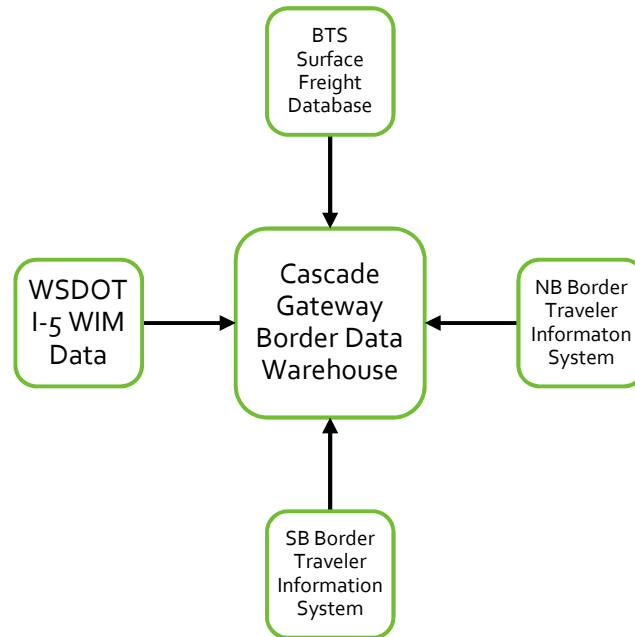 BTS
Surface
Freight
Database
WSDOT
I-5 WIM
Data
Cascade
Gateway
Border Data
Warehouse
NB Border
Traveler
Informaton
System
SB Border
Traveler
Information
System